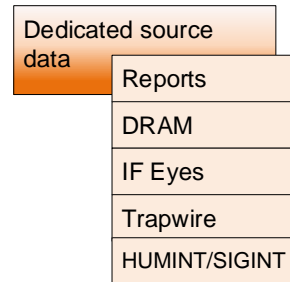 Dedicated source
data
Reports
DRAM
IF Eyes
Trapwire
HUMINT/SIGINT